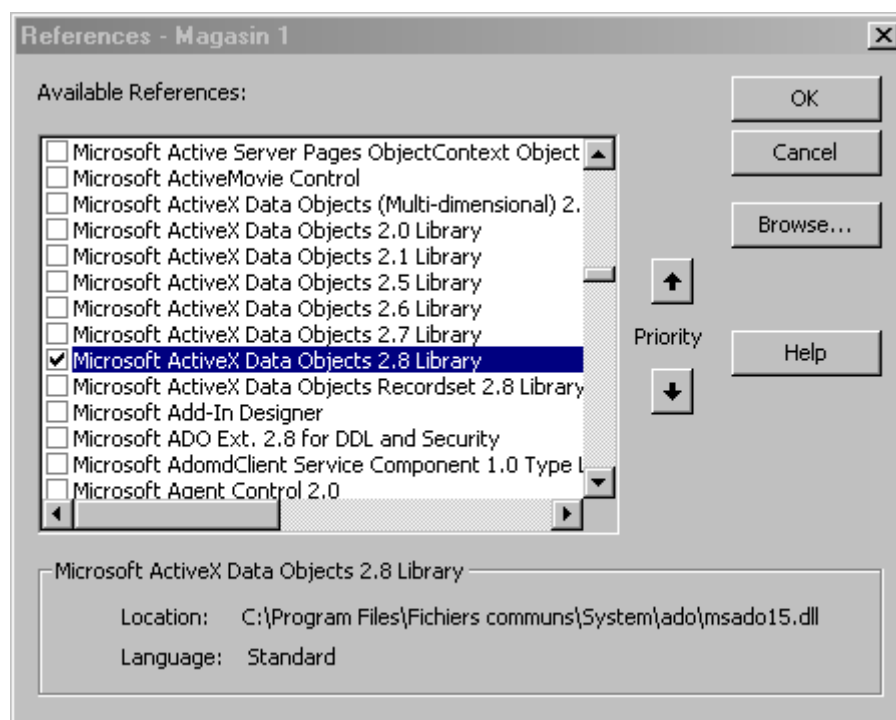 References - Magasin 1
Available References:
OK
Cancel
Browse...
Priority
Help
Microsoft Active Server Pages ObjectContext Object
Microsoft ActiveMovie Control
Microsoft ActiveX Data Objects (Multi-dimensional) 2.
Microsoft ActiveX Data Objects 2.0 Library
Microsoft ActiveX Data Objects 2.1 Library
Microsoft ActiveX Data Objects 2.5 Library
Microsoft ActiveX Data Objects 2.6 Library
Microsoft ActiveX Data Objects 2.7 Library
Microsoft ActiveX Data Objects 2.8 Library
Microsoft ActiveX Data Objects Recordset 2.8 Library
Microsoft Add-In Designer
Microsoft ADO Ext. 2.8 for DDL and Security
Microsoft AdomdClient Service Component 1.0 Type L
Microsoft Agent Control 2.0
Microsoft ActiveX Data Objects 2.8 Library
Location: C:\Program Files\Fichiers communs\System\ado\msado15.dll
Language: Standard